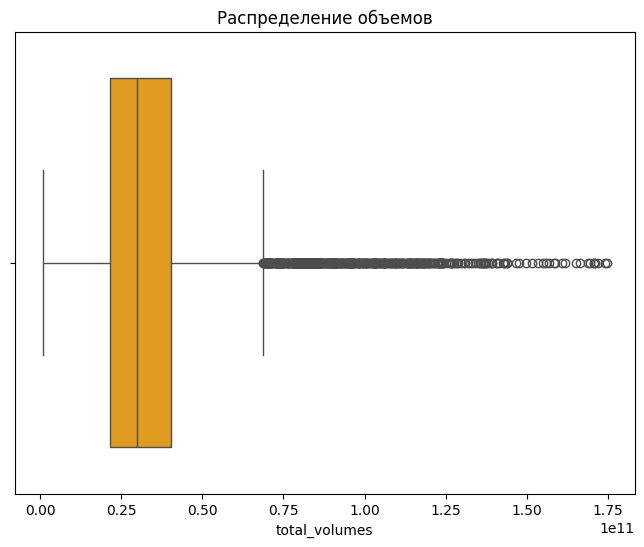 Распределение объемов
0.00 0.25 0.50 0.75 1.00 1.25 1.50 1.75
1e11
total_volumes